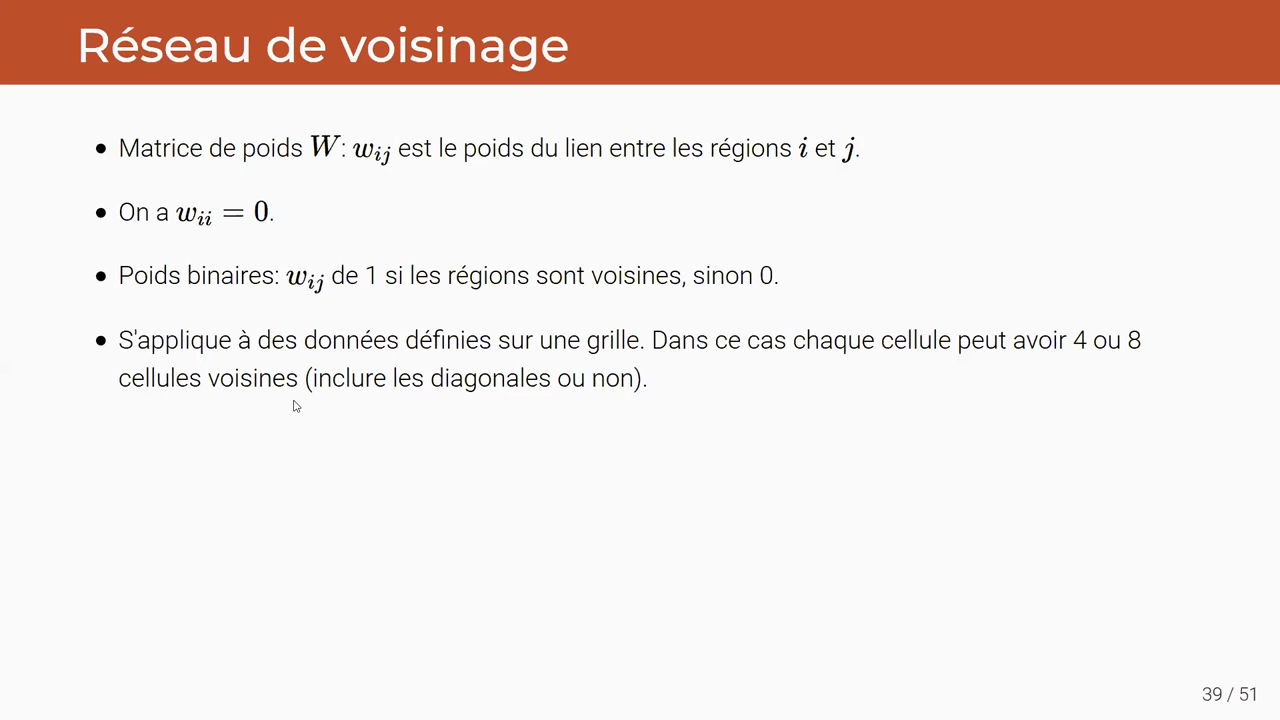 Réseau de voisinage
• Matrice de poids W: w_ij est le poids du lien entre les régions i et j.
• On a w_ii = 0.
• Poids binaires: w_ij de 1 si les régions sont voisines, sinon 0.
• S'applique à des données définies sur une grille. Dans ce cas chaque cellule peut avoir 4 ou 8
cellules voisines (inclure les diagonales ou non).
39 / 51